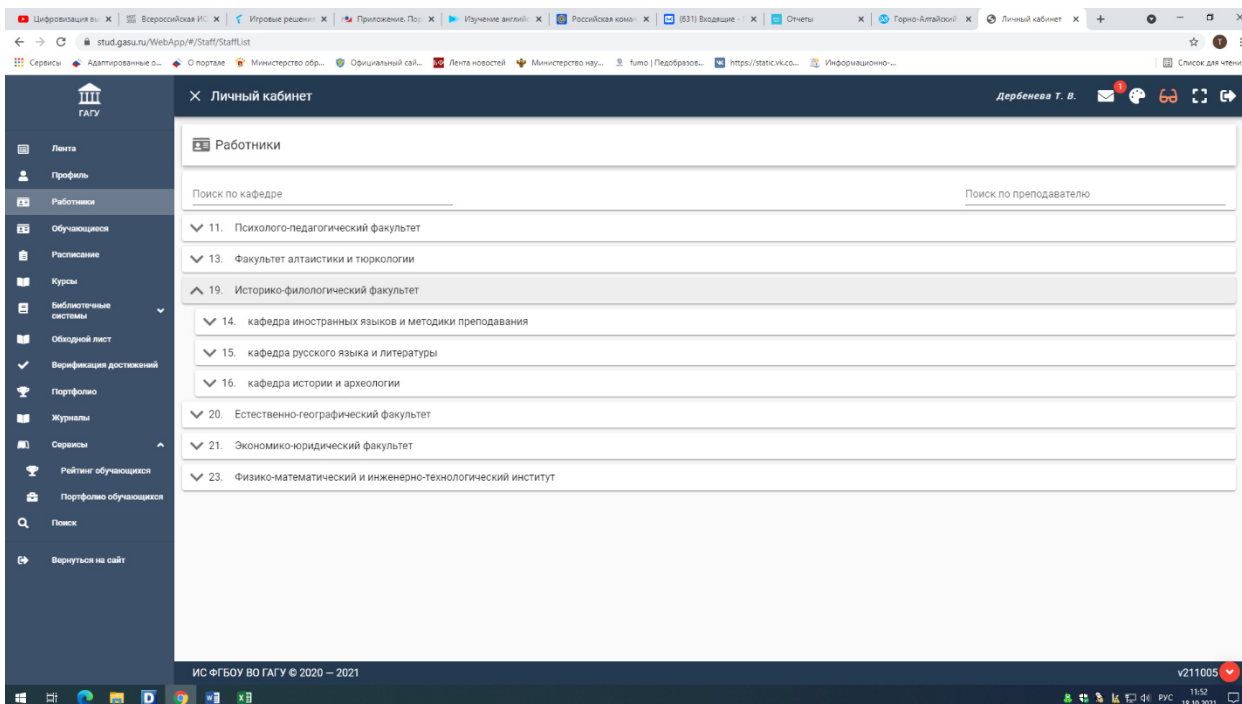 Цифровизация вы
Всероссийская ИС
Игровые решени
Приложение. Пор
Изучение английс
Российская коман
(631) Входящие -
Отчеты
Горно-Алтайский
Личный кабинет
stud.gasu.ru/WebApp/#/Staff/StaffList
Сервисы
Адаптированные о...
О портале
Министерство обр...
Официальный сай...
Лента новостей
Министерство нау...
fumo | Педобразов...
https://static.vk.co...
Информационно-...
Список для чтени
ГАГУ
Личный кабинет
Дербенева Т. В.
1
Лента
Профиль
Работники
Обучающиеся
Расписание
Курсы
Библиотечные
системы
Обходной лист
Верификация достижений
Портфолио
Журналы
Сервисы
Рейтинг обучающихся
Портфолио обучающихся
Поиск
Вернуться на сайт
Работники
Поиск по кафедре
Поиск по преподавателю
11. Психолого-педагогический факультет
13. Факультет алтаистики и тюркологии
19. Историко-филологический факультет
14. кафедра иностранных языков и методики преподавания
15. кафедра русского языка и литературы
16. кафедра истории и археологии
20. Естественно-географический факультет
21. Экономико-юридический факультет
23. Физико-математический и инженерно-технологический институт
ИС ФГБОУ ВО ГАГУ © 2020 — 2021
v211005
РУС
11:52
18.10.2021